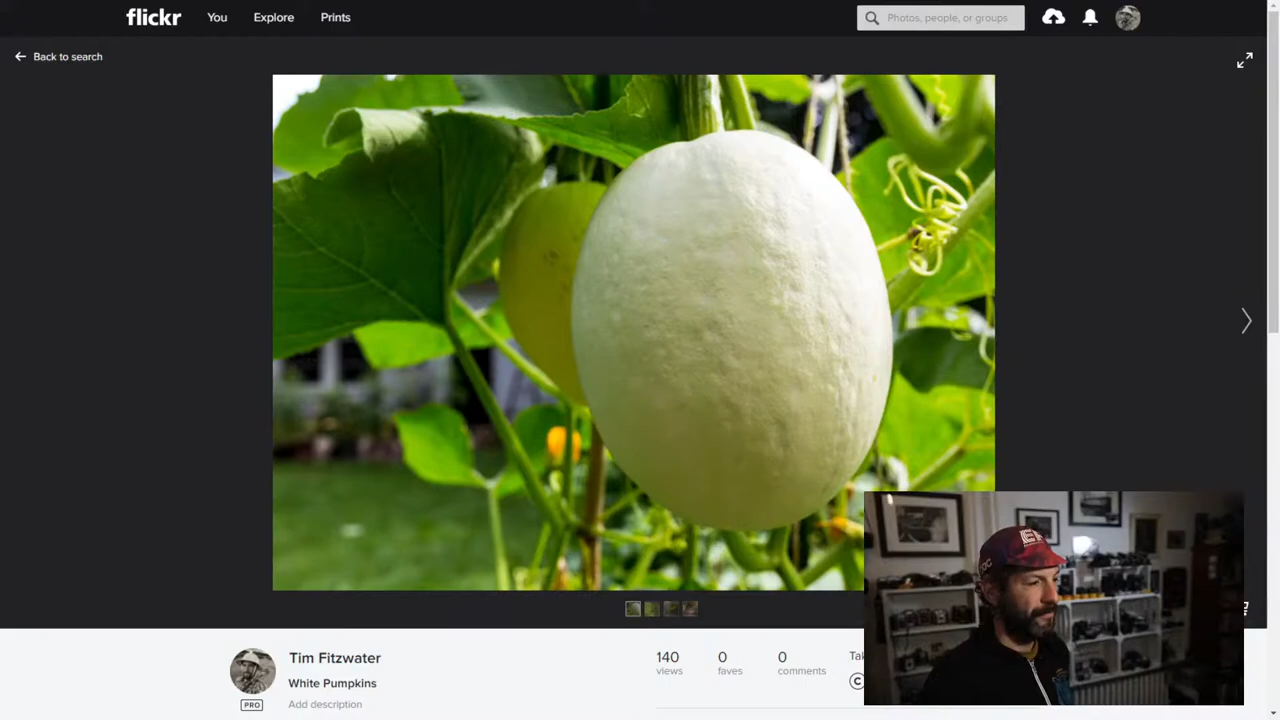 flickr You Explore Prints Photos, people, or groups
Back to search
Tim Fitzwater
White Pumpkins
PRO Add description
140 views
0 faves
0 comments
©